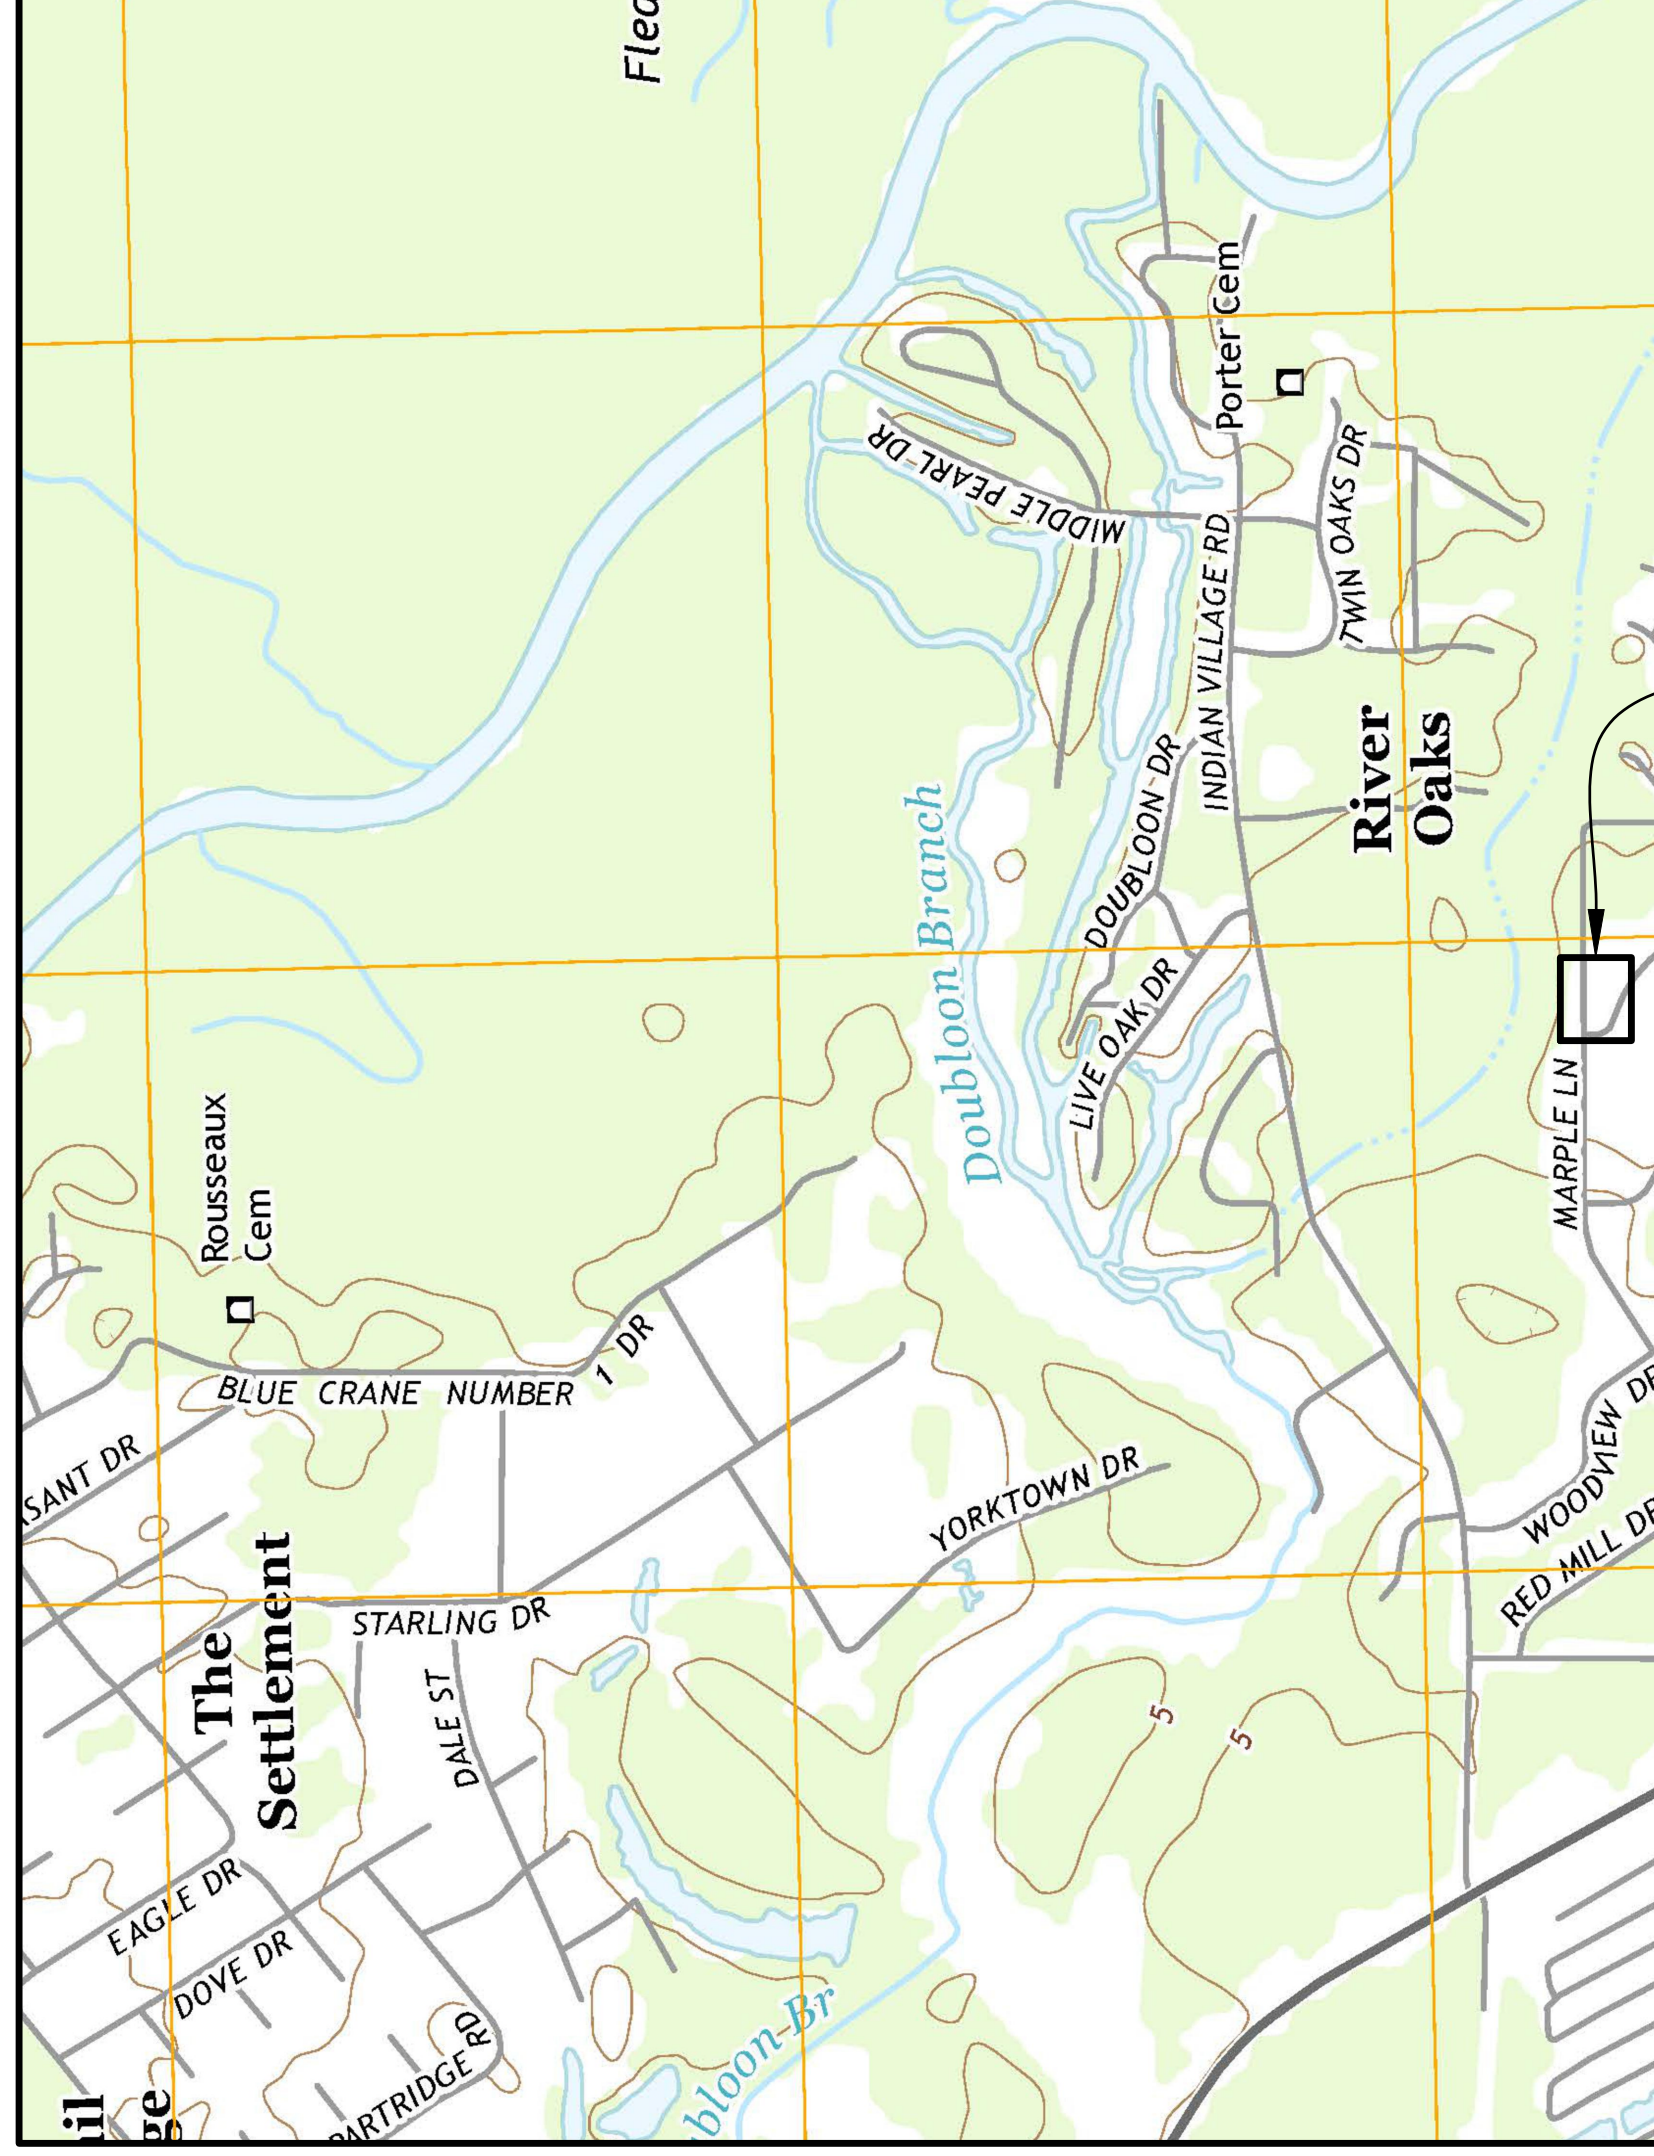 Flea
Porter Cem
MIDDLE PEARL DR
INDIAN VILLAGE RD
TWIN OAKS DR
River
Oaks
DOUBLOON DR
Doubloon Branch
LIVE OAK DR
MARPLE LN
Rousseaux
Cem
BLUE CRANE NUMBER 1 DR
SANT DR
YORKTOWN DR
WOODVIEW DR
RED MILL DR
The
Settlement
STARLING DR
DALE ST
5
5
EAGLE DR
DOVE DR
PARTRIDGE RD
bloon Br
ail
ge